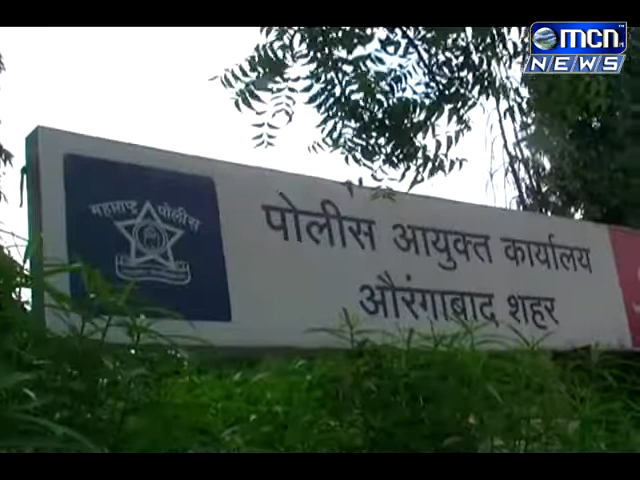 mcn
NEWS
महाराष्ट्र पोलीस
पोलीस आयुक्त कार्यालय
औरंगाबाद शहर